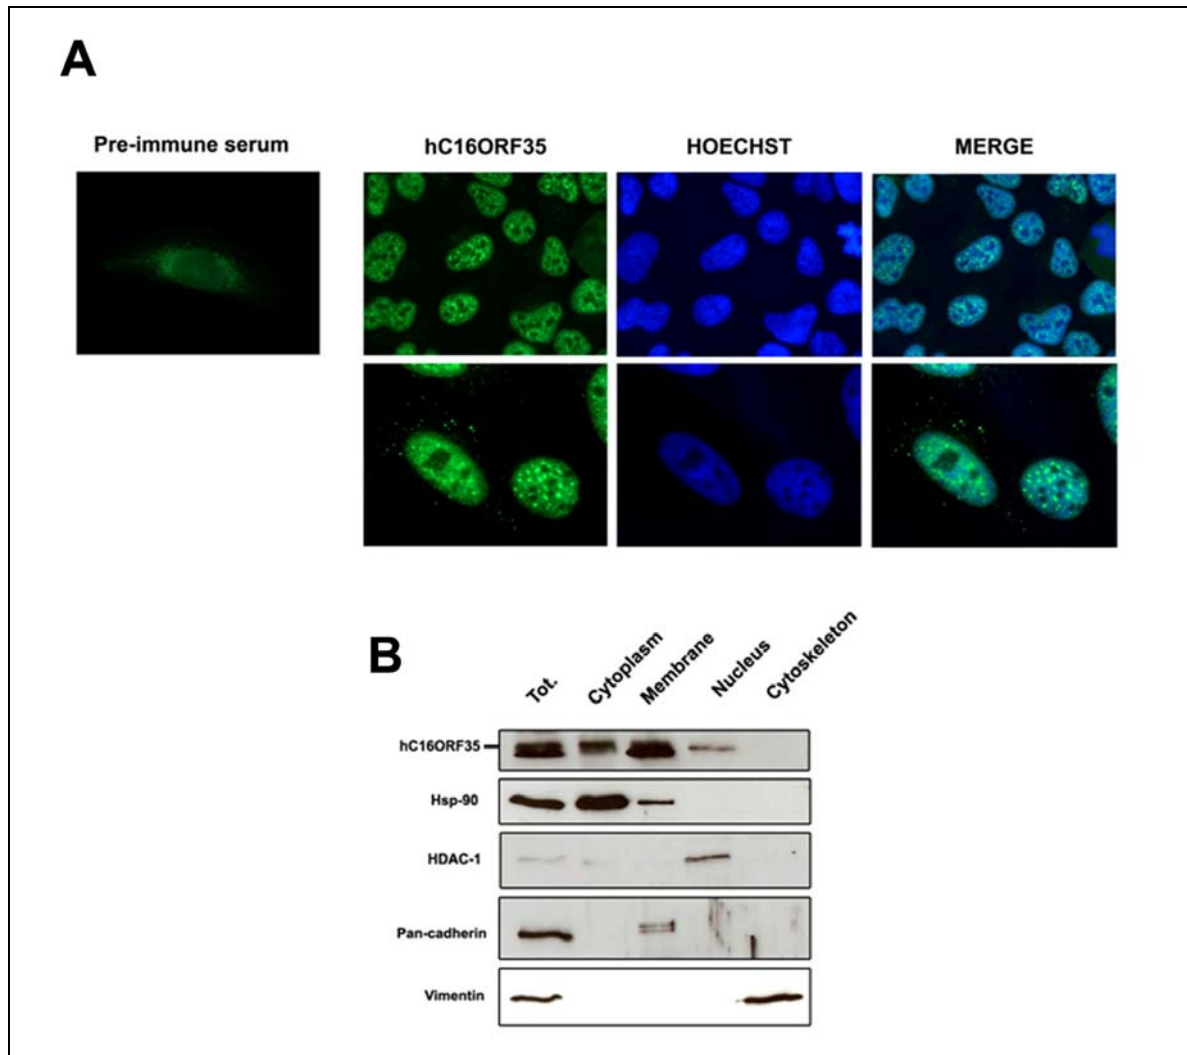 A
Pre-immune serum
hC16ORF35
HOECHST
MERGE
B
Tot.
Cytoplasm
Membrane
Nucleus
Cytoskeleton
hC16ORF35
Hsp-90
HDAC-1
Pan-cadherin
Vimentin